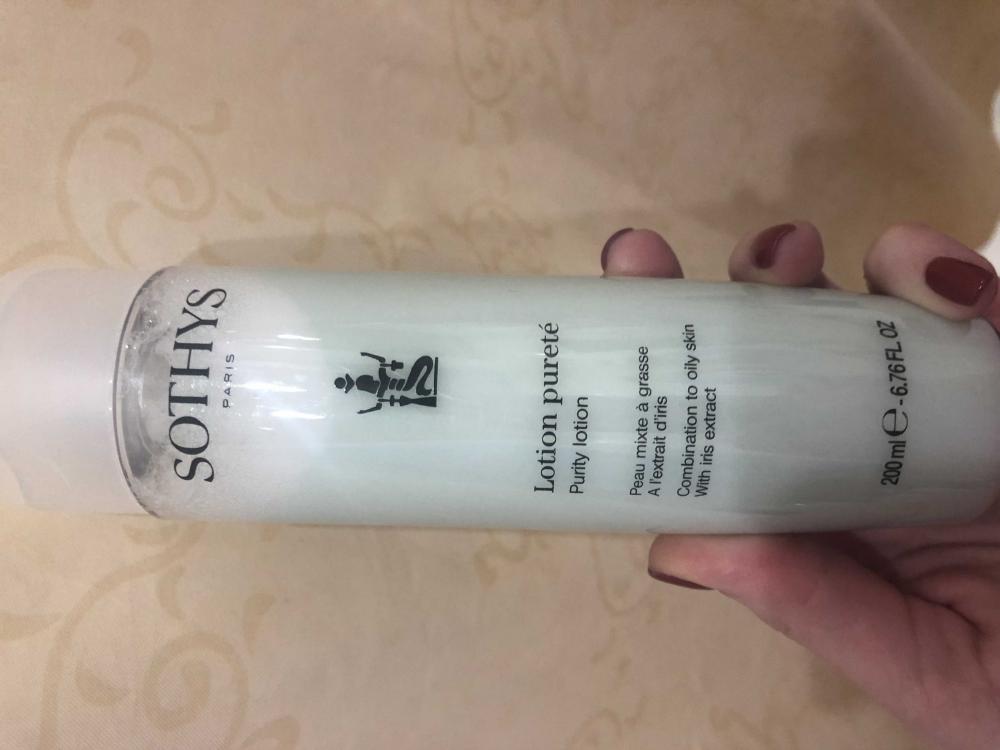 SOTHYS
PARIS
Lotion pureté
Purity lotion
Peau mixte à grasse
A l'extrait d'iris
Combination to oily skin
With iris extract
200 ml e - 6.76 FL OZ